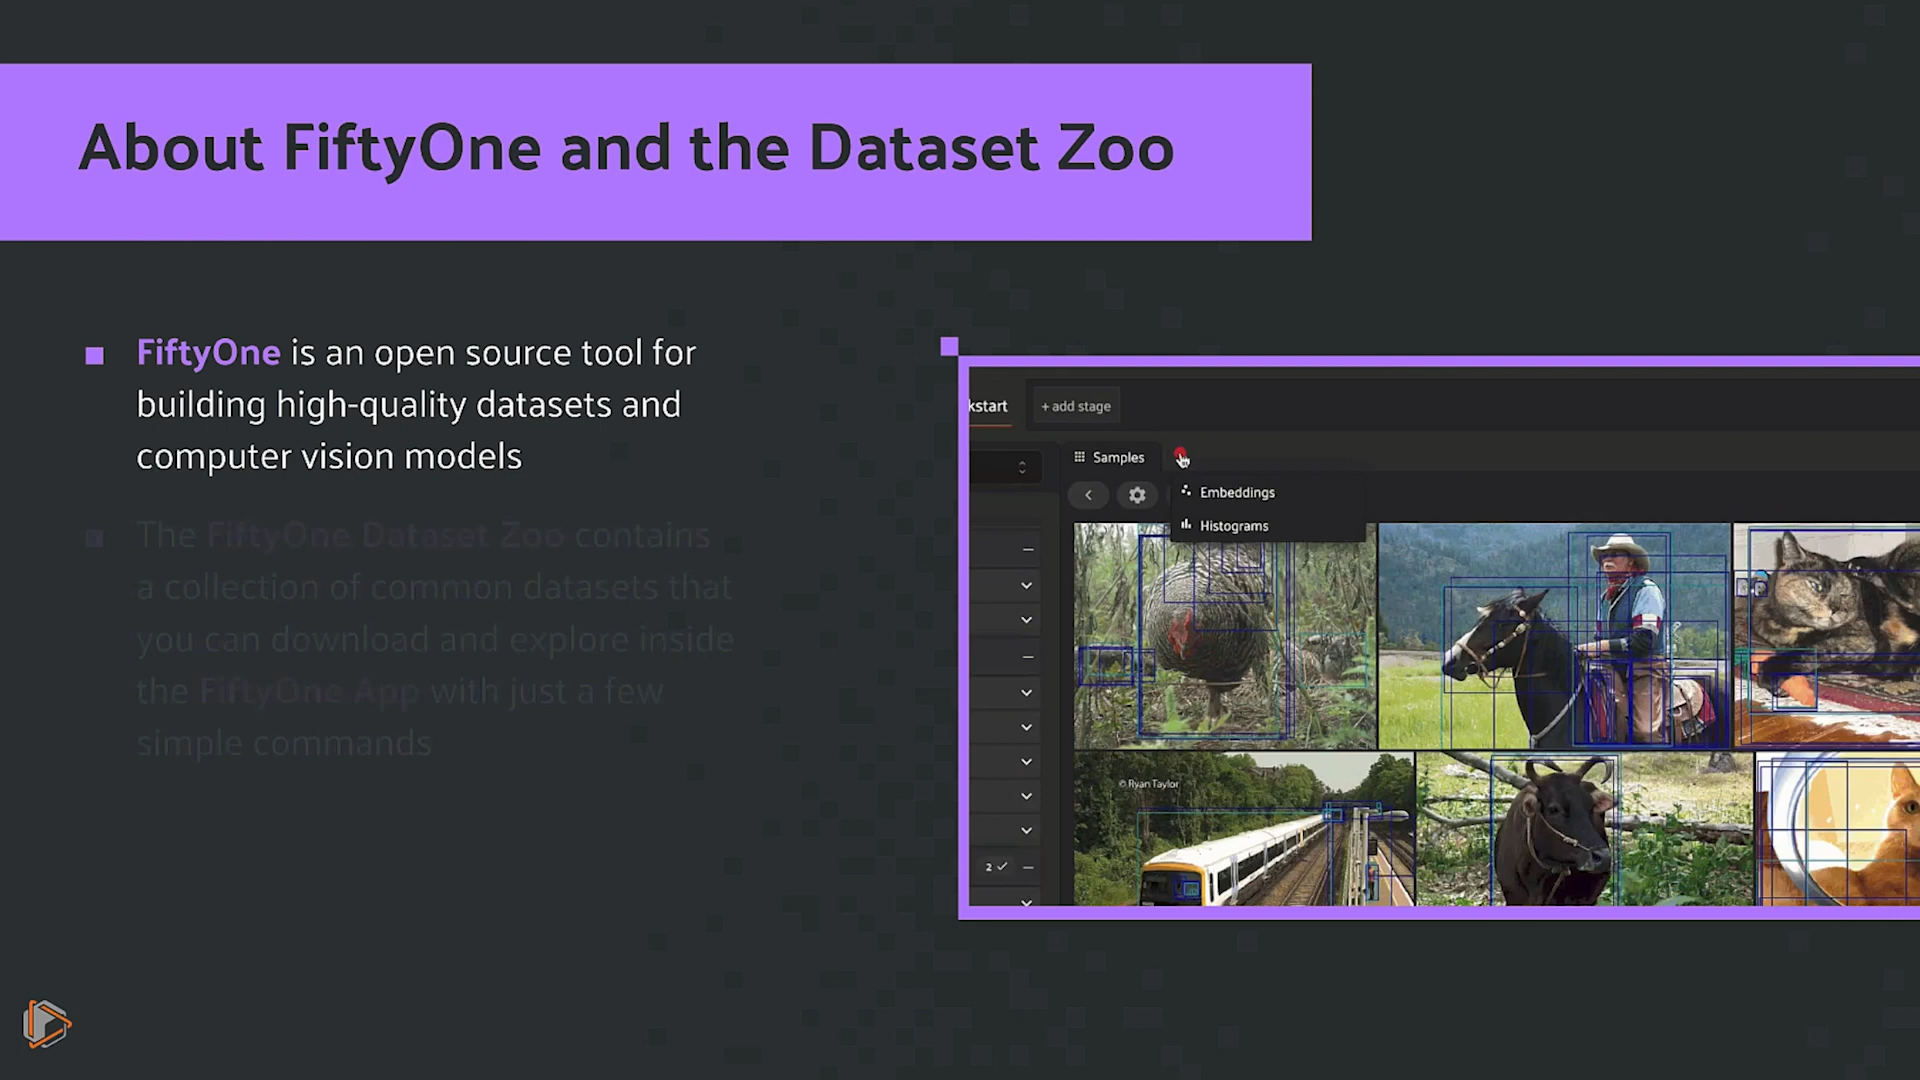 About FiftyOne and the Dataset Zoo
FiftyOne is an open source tool for
building high-quality datasets and
computer vision models
The FiftyOne Dataset Zoo contains
a collection of common datasets that
you can download and explore inside
the FiftyOne App with just a few
simple commands
kstart
+ add stage
Samples
Embeddings
Histograms
© Ryan Taylor
2